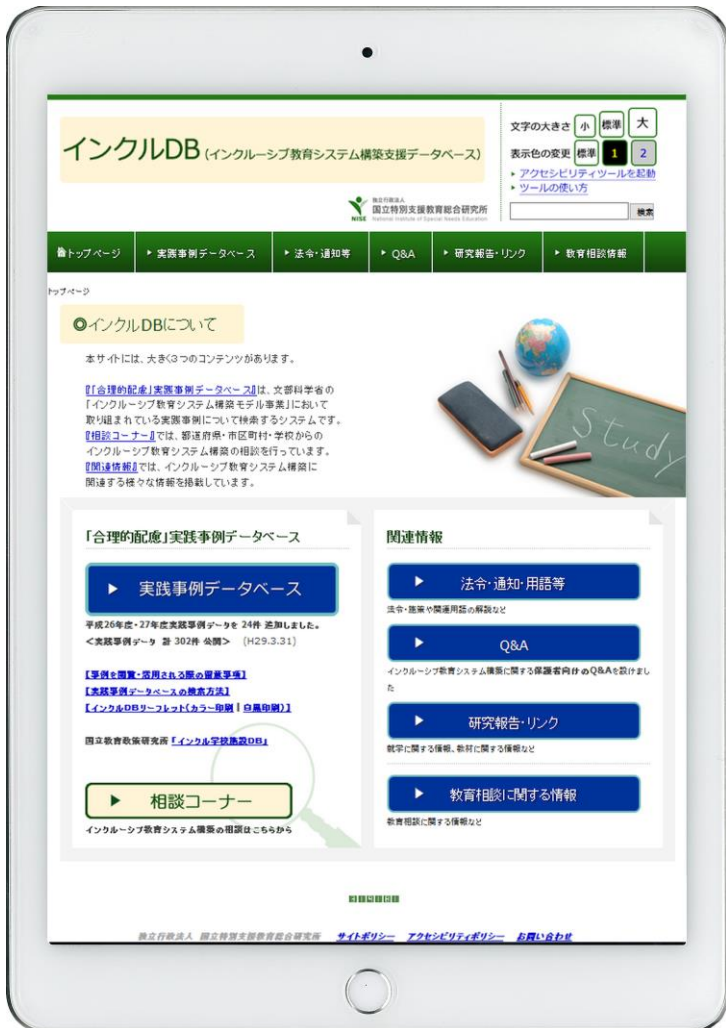 インクルDB (インクルーシブ教育システム構築支援データベース)
文字の大きさ 小 標準 大
表示色の変更 標準 1 2
アクセシビリティツールを起動
ツールの使い方
検索
NISE 独立行政法人
国立特別支援教育総合研究所
National Institute of Special Needs Education
トップページ 実践事例データベース 法令・通知等 Q&A 研究報告・リンク 教育相談情報
トップページ
◎インクルDBについて
本サイトには、大きく3つのコンテンツがあります。
『「合理的配慮」実践事例データベース』は、文部科学省の
「インクルーシブ教育システム構築モデル事業」において
取り組まれている実践事例について検索するシステムです。
『相談コーナー』では、都道府県・市区町村・学校からの
インクルーシブ教育システム構築の相談を行っています。
『関連情報』では、インクルーシブ教育システム構築に
関連する様々な情報を掲載しています。
Study
「合理的配慮」実践事例データベース
実践事例データベース
平成26年度・27年度実践事例データを 24件 追加しました。
＜実践事例データ 計 302件 公開＞ (H29.3.31)
【事例を閲覧・活用される際の留意事項】
【実践事例データベースの検索方法】
【インクルDBリーフレット(カラー印刷 | 白黒印刷)】
国立教育政策研究所 「インクル学校施設DB」
相談コーナー
インクルーシブ教育システム構築の相談はこちらから
関連情報
法令・通知・用語等
法令・施策や関連用語の解説など
Q&A
インクルーシブ教育システム構築に関する保護者向けのQ&Aを設けまし
た
研究報告・リンク
就学に関する情報、教材に関する情報など
教育相談に関する情報
教育相談に関する情報など
独立行政法人 国立特別支援教育総合研究所 サイトポリシー アクセシビリティポリシー お問い合わせ